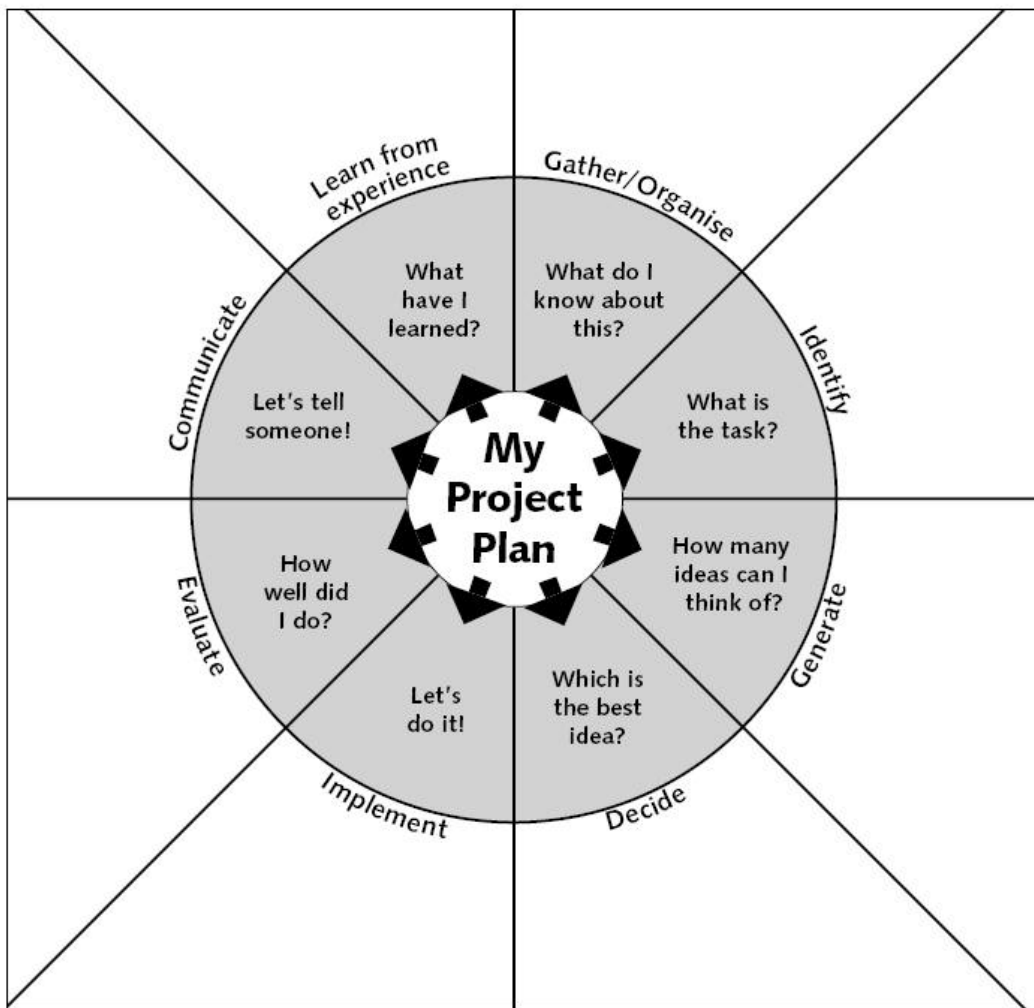 My
Project
Plan
Gather/Organise
What do I
know about
this?
Identify
What is
the task?
Generate
How many
ideas can I
think of?
Decide
Which is
the best
idea?
Implement
Let's
do it!
Evaluate
How
well did
I do?
Communicate
Let's tell
someone!
Learn from
experience
What
have I
learned?